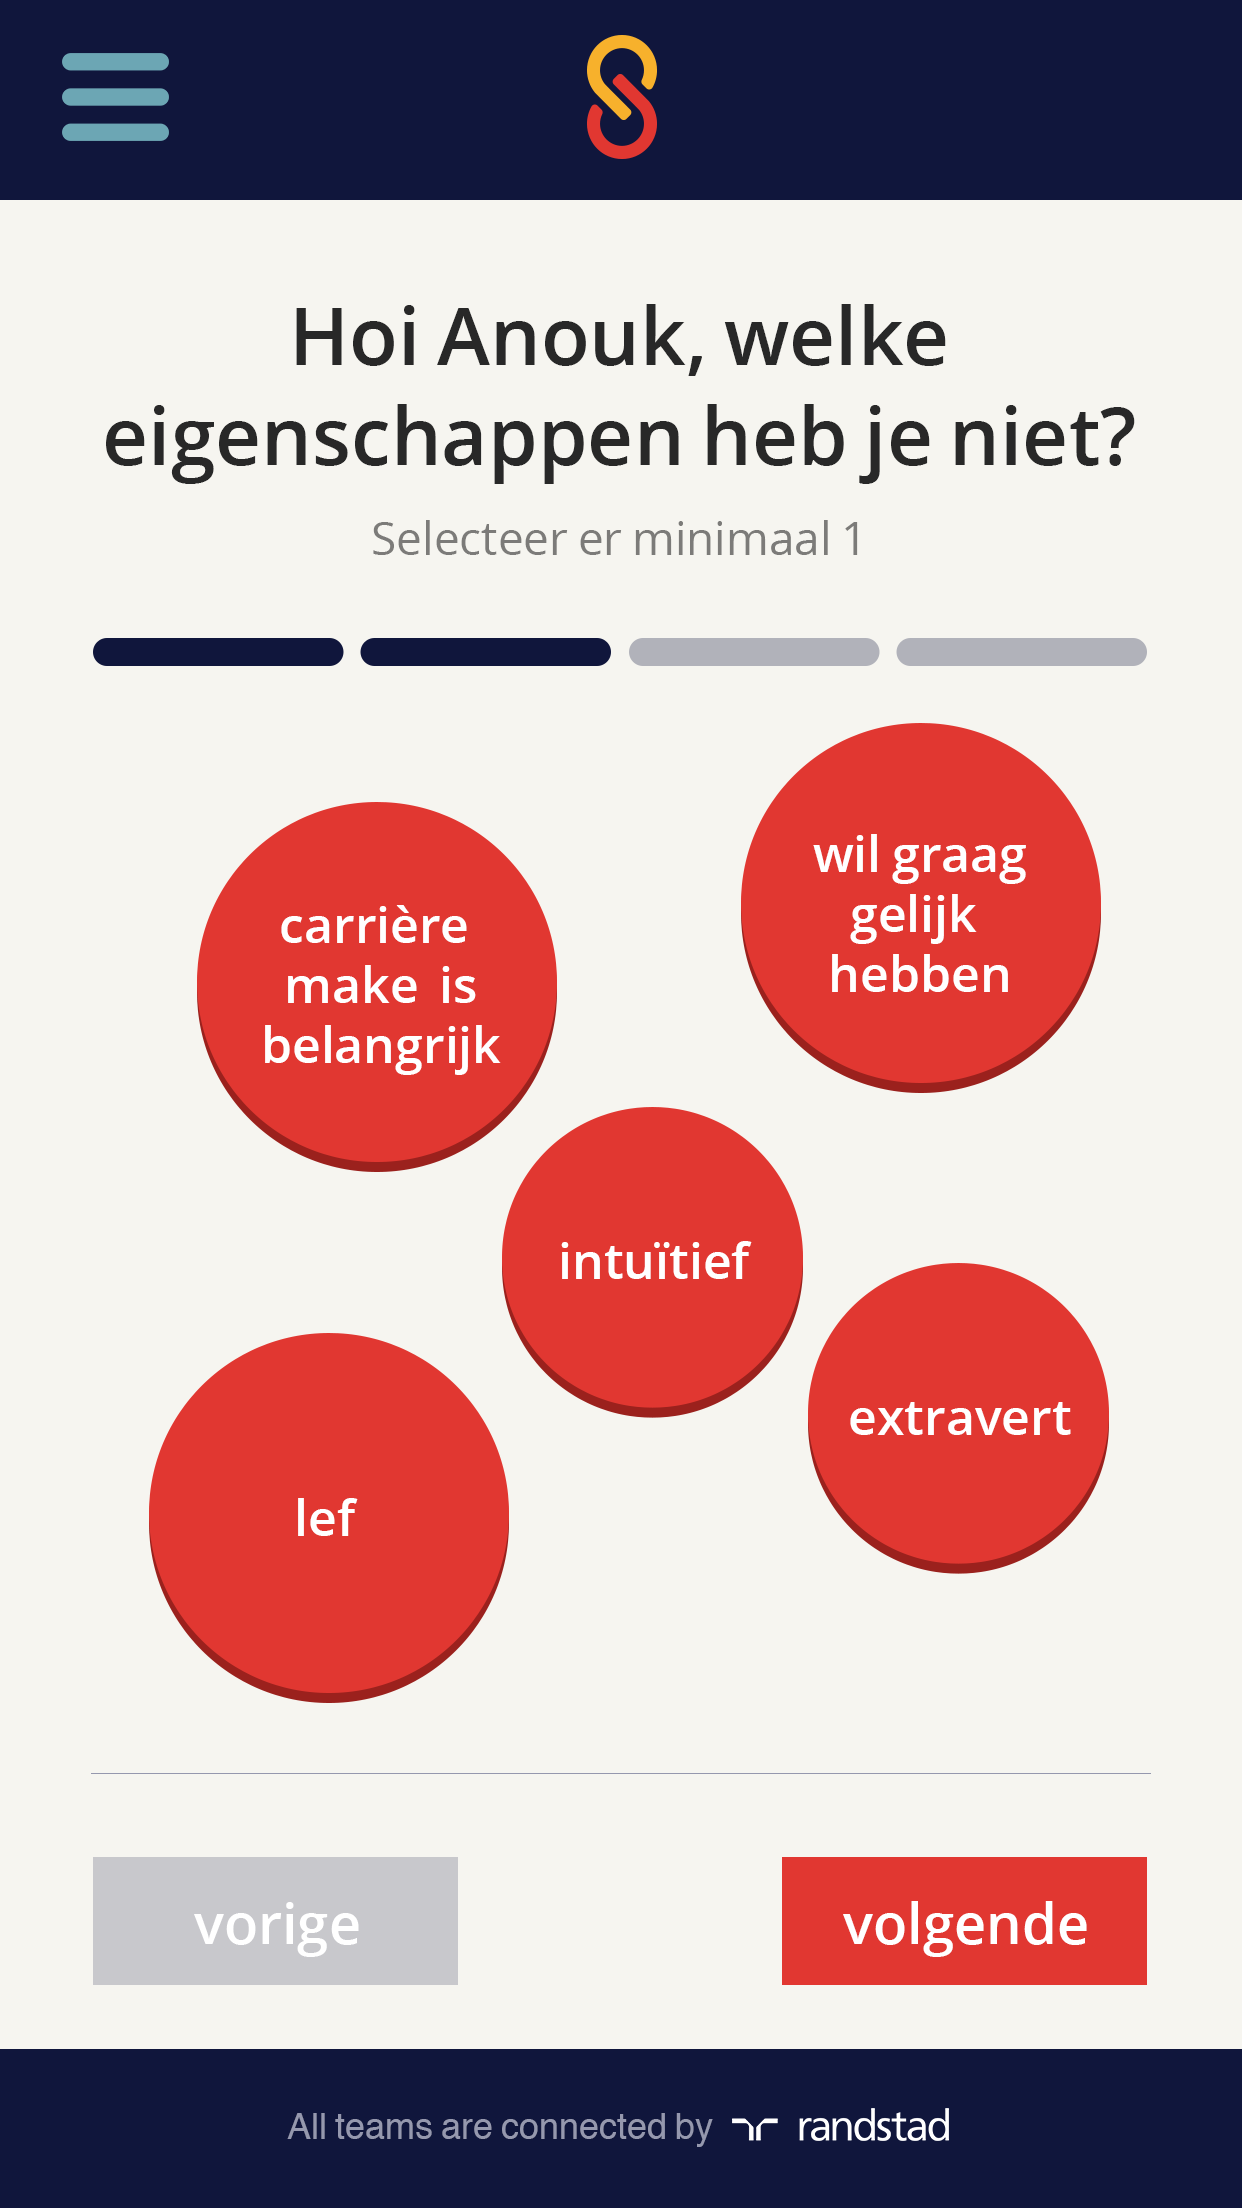 Hoi Anouk, welke
eigenschappen heb je niet?
Selecteer er minimaal 1
wil graag
gelijk
hebben
carrière
make is
belangrijk
intuïtief
extravert
lef
vorige
volgende
All teams are connected by randstad